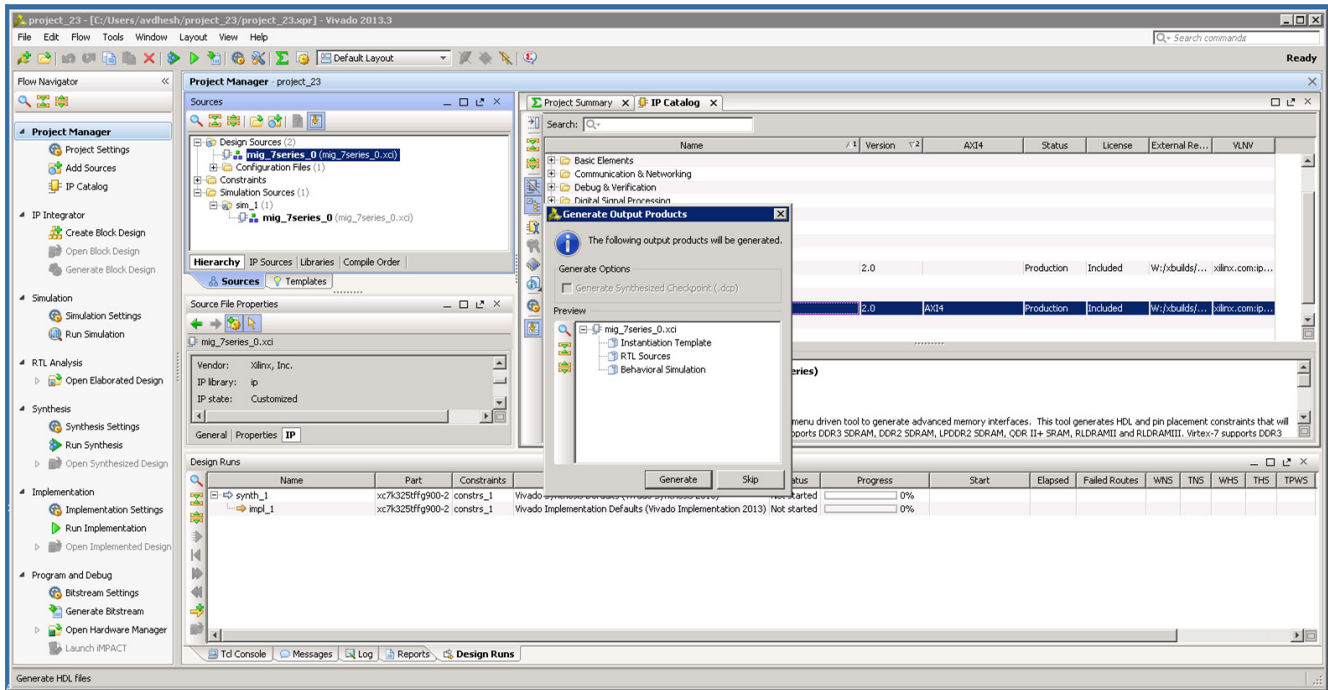 project_23 - [C:/Users/avdhesh/project_23/project_23.xpr] - Vivado 2013.3
File Edit Flow Tools Window Layout View Help
Search commands
Default Layout
Ready
Flow Navigator
Project Manager
Project Settings
Add Sources
IP Catalog
IP Integrator
Create Block Design
Open Block Design
Generate Block Design
Simulation
Simulation Settings
Run Simulation
RTL Analysis
Open Elaborated Design
Synthesis
Synthesis Settings
Run Synthesis
Open Synthesized Design
Implementation
Implementation Settings
Run Implementation
Open Implemented Design
Program and Debug
Bitstream Settings
Generate Bitstream
Open Hardware Manager
Launch iMPACT
Project Manager - project_23
Sources
Design Sources (2)
mig_7series_0 (mig_7series_0.xci)
Configuration Files (1)
Constraints
Simulation Sources (1)
sim_1 (1)
mig_7series_0 (mig_7series_0.xci)
Hierarchy IP Sources Libraries Compile Order
Sources Templates
Source File Properties
mig_7series_0.xci
Vendor: Xilinx, Inc.
IP library: ip
IP state: Customized
General Properties IP
Project Summary IP Catalog
Search:
Name 1 Version 2 AXI4 Status License External Re... VLNV
Basic Elements
Communication & Networking
Debug & Verification
Digital Signal Processing
2.0 Production Included W:/xbuilds/... xilinx.com:ip...
2.0 AXI4 Production Included W:/xbuilds/... xilinx.com:ip...
eries)
menu driven tool to generate advanced memory interfaces. This tool generates HDL and pin placement constraints that will
pports DDR3 SDRAM, DDR2 SDRAM, LPDDR2 SDRAM, QDR II+ SRAM, RLDRAMII and RLDRAMIII. Virtex-7 supports DDR3
Generate Output Products
The following output products will be generated.
Generate Options
Generate Synthesized Checkpoint (.dcp)
Preview
mig_7series_0.xci
Instantiation Template
RTL Sources
Behavioral Simulation
Generate Skip
Design Runs
Name Part Constraints atus Progress Start Elapsed Failed Routes WNS TNS WHS THS TPWS
synth_1 xc7k325tffg900-2 constrs_1 Vivado Synthesis Defaults (Vivado Synthesis 2013) Not started 0%
impl_1 xc7k325tffg900-2 constrs_1 Vivado Implementation Defaults (Vivado Implementation 2013) Not started 0%
Tcl Console Messages Log Reports Design Runs
Generate HDL files